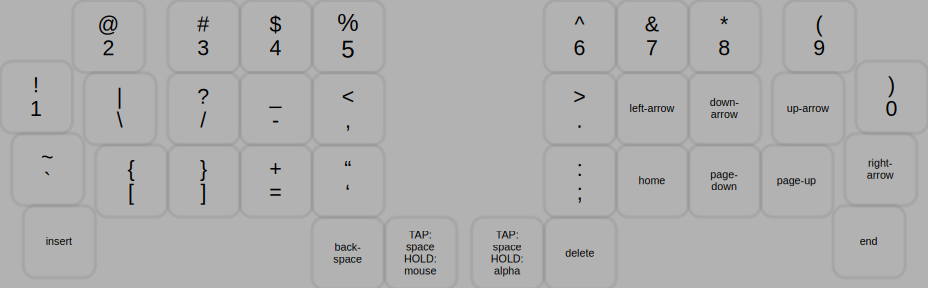 @ # $ % ^ & * (
2 3 4 5 6 7 8 9
! | ? _ < > left-arrow down-arrow up-arrow )
1 \ / - , . 0
~ { } + “ : home page-down page-up right-arrow
` [ ] = ‘ ;
insert back-space TAP: space HOLD: mouse TAP: space HOLD: alpha delete end